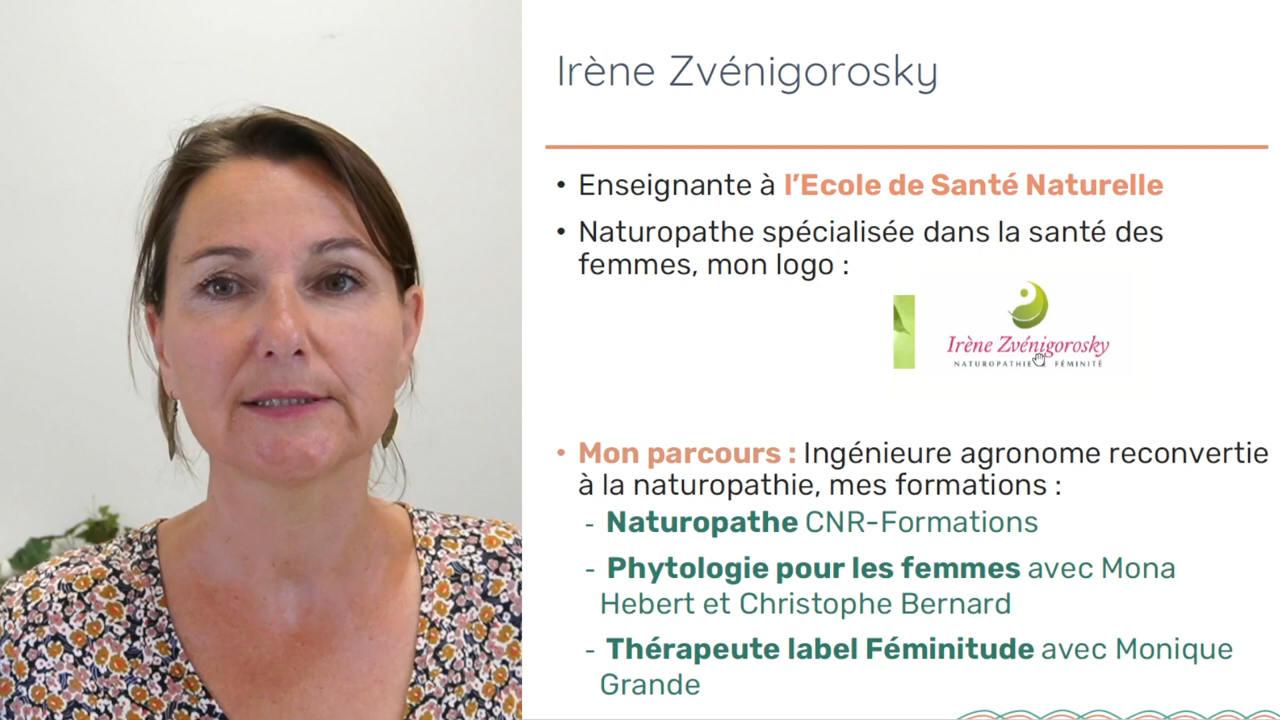 Irène Zvénigorosky
• Enseignante à l’Ecole de Santé Naturelle
• Naturopathe spécialisée dans la santé des
femmes, mon logo :
Irène Zvénigorosky
NATUROPATHIE FÉMINITÉ
• Mon parcours : Ingénieure agronome reconvertie
à la naturopathie, mes formations :
- Naturopathe CNR-Formations
- Phytologie pour les femmes avec Mona
Hebert et Christophe Bernard
- Thérapeute label Féminitude avec Monique
Grande